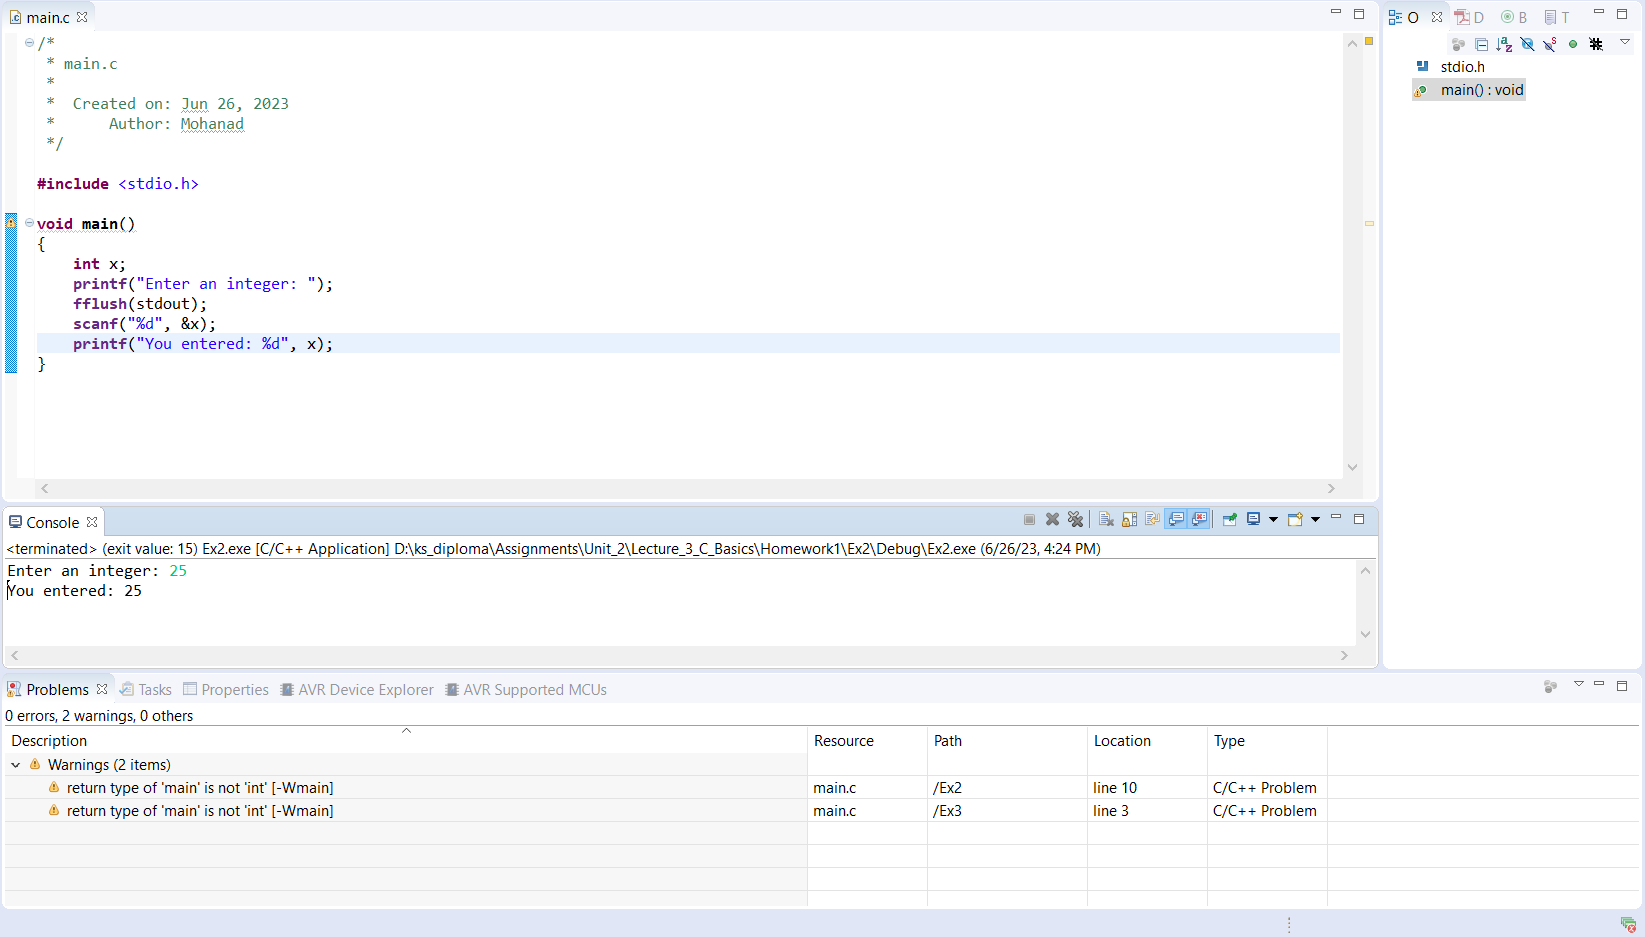 main.c
/*
 * main.c
 *
 *  Created on: Jun 26, 2023
 *      Author: Mohanad
 */
#include <stdio.h>
void main()
{
    int x;
    printf("Enter an integer: ");
    fflush(stdout);
    scanf("%d", &x);
    printf("You entered: %d", x);
}
O D B T
stdio.h
main() : void
Console
<terminated> (exit value: 15) Ex2.exe [C/C++ Application] D:\ks_diploma\Assignments\Unit_2\Lecture_3_C_Basics\Homework1\Ex2\Debug\Ex2.exe (6/26/23, 4:24 PM)
Enter an integer: 25
You entered: 25
Problems Tasks Properties AVR Device Explorer AVR Supported MCUs
0 errors, 2 warnings, 0 others
Description Resource Path Location Type
Warnings (2 items)
return type of 'main' is not 'int' [-Wmain] main.c /Ex2 line 10 C/C++ Problem
return type of 'main' is not 'int' [-Wmain] main.c /Ex3 line 3 C/C++ Problem